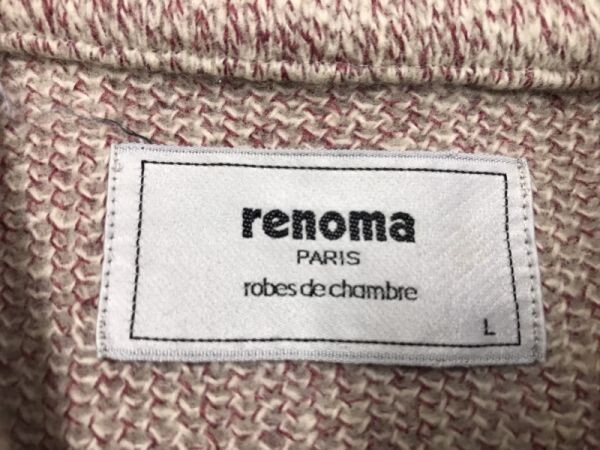 renoma
PARIS
robes de chambre
L